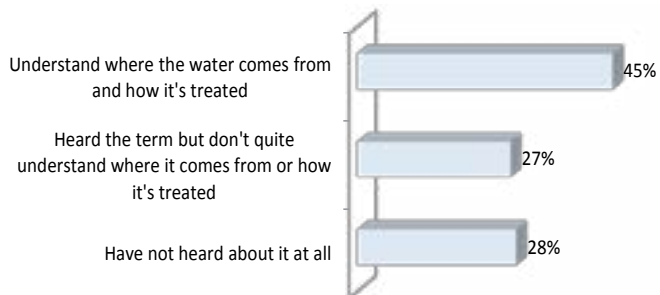 Understand where the water comes from
and how it's treated
45%
Heard the term but don't quite
understand where it comes from or how
it's treated
27%
Have not heard about it at all
28%